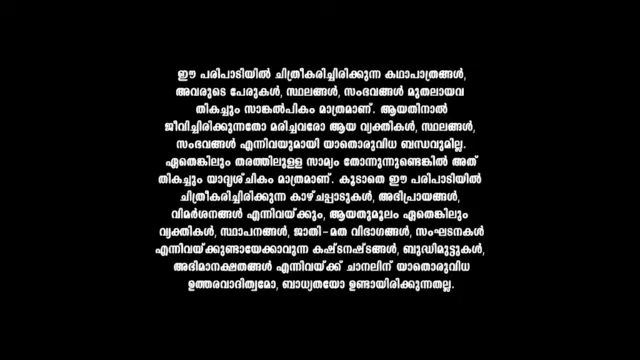 ഈ പരിപാടിയിൽ ചിത്രീകരിച്ചിരിക്കുന്ന കഥാപാത്രങ്ങൾ,
അവരുടെ പേരുകൾ, സ്ഥലങ്ങൾ, സംഭവങ്ങൾ മുതലായവ
തികച്ചും സാങ്കൽപികം മാത്രമാണ്. ആയതിനാൽ
ജീവിച്ചിരിക്കുന്നതോ മരിച്ചവരോ ആയ വ്യക്തികൾ, സ്ഥലങ്ങൾ,
സംഭവങ്ങൾ എന്നിവയുമായി യാതൊരുവിധ ബന്ധവുമില്ല.
ഏതെങ്കിലും തരത്തിലുളള സാമ്യം തോന്നുന്നുണ്ടെങ്കിൽ അത്
തികച്ചും യാദൃശ്ചികം മാത്രമാണ്. കൂടാതെ ഈ പരിപാടിയിൽ
ചിത്രീകരിച്ചിരിക്കുന്ന കാഴ്ചപ്പാടുകൾ, അഭിപ്രായങ്ങൾ,
വിമർശനങ്ങൾ എന്നിവയ്ക്കും, ആയതുമൂലം ഏതെങ്കിലും
വ്യക്തികൾ, സ്ഥാപനങ്ങൾ, ജാതി-മത വിഭാഗങ്ങൾ, സംഘടനകൾ
എന്നിവയ്ക്കുണ്ടായേക്കാവുന്ന കഷ്ടനഷ്ടങ്ങൾ, ബുദ്ധിമുട്ടുകൾ,
അഭിമാനക്ഷതങ്ങൾ എന്നിവയ്ക്ക് ചാനലിന് യാതൊരുവിധ
ഉത്തരവാദിത്വമോ, ബാധ്യതയോ ഉണ്ടായിരിക്കുന്നതല്ല.